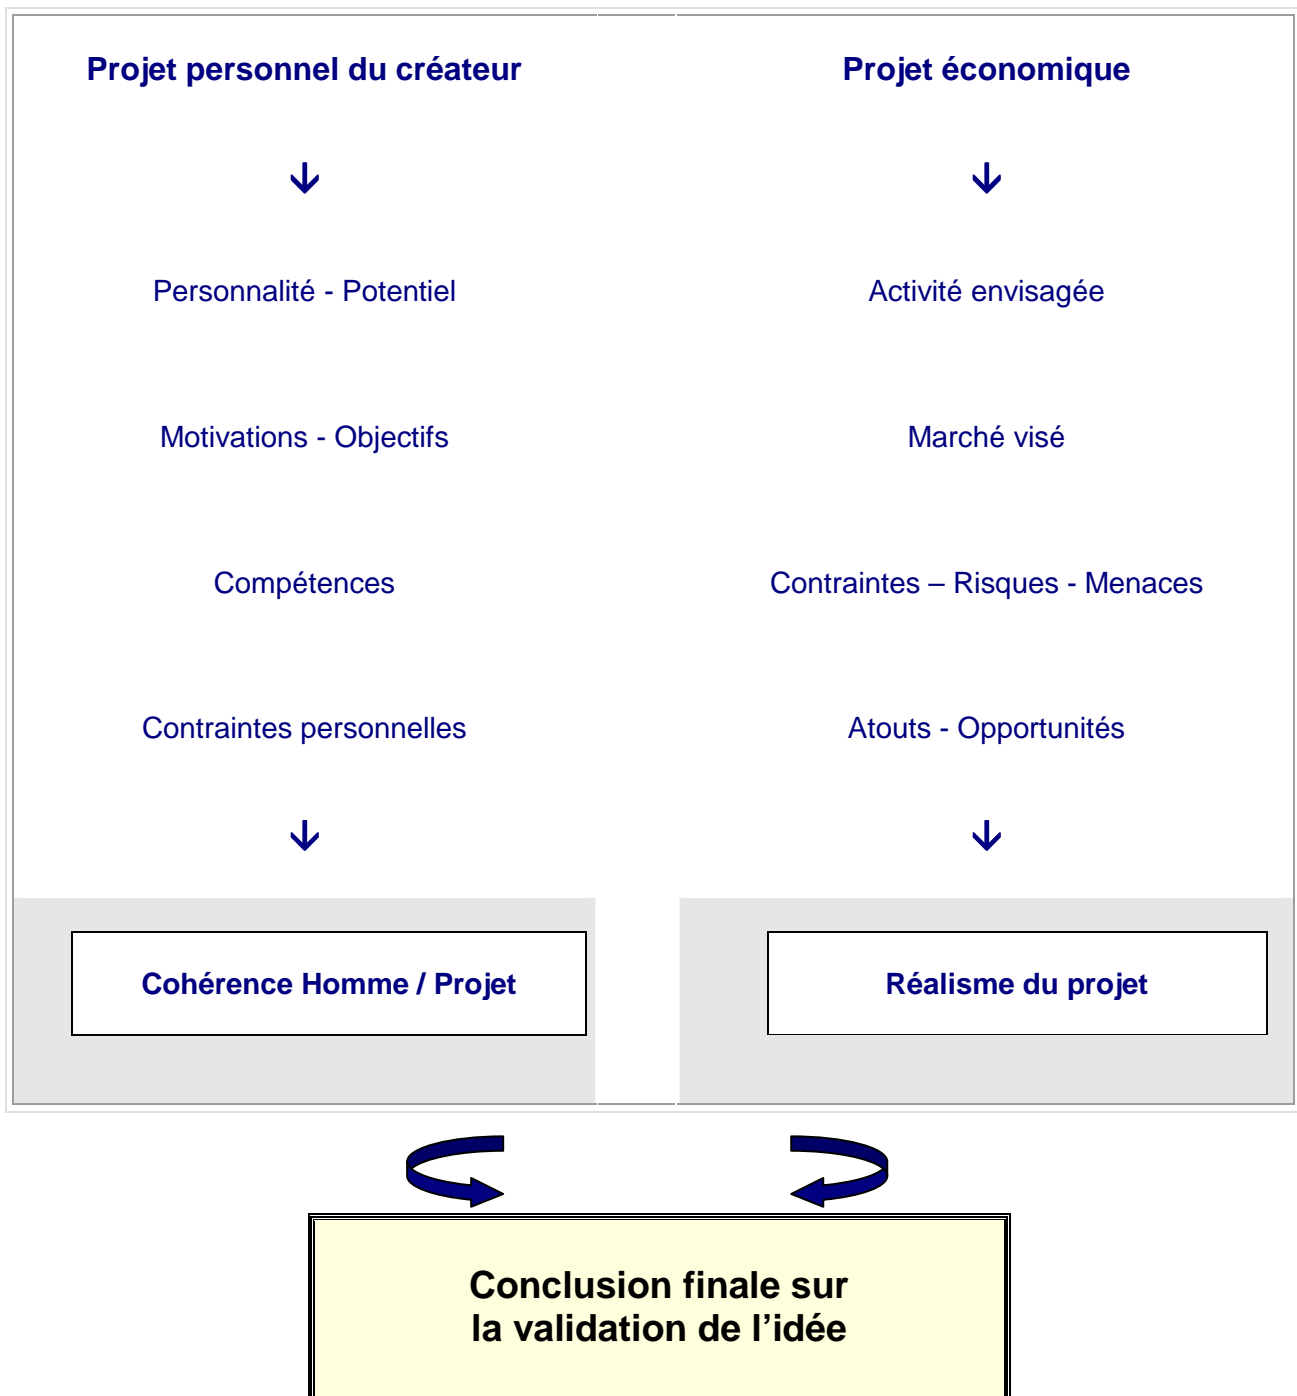 Projet personnel du créateur
Projet économique
Personnalité - Potentiel
Activité envisagée
Motivations - Objectifs
Marché visé
Compétences
Contraintes – Risques - Menaces
Contraintes personnelles
Atouts - Opportunités
Cohérence Homme / Projet
Réalisme du projet
Conclusion finale sur
la validation de l’idée